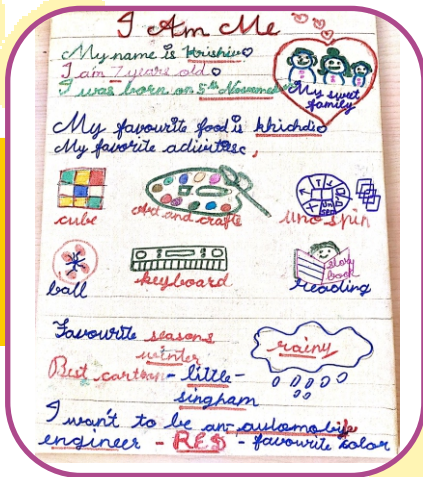 I Am Me
My name is Krishiv
I am 7 years old
I was born on 5th November
My sweet
family
My favourite food is khichdi
My favorite adivities,
cube
Art and crafts
uno spin
ball
keyboard
story
book
reading
Favourite seasons
winter
rainy
Best cartoon - little -
singham
I want to be an automobile
engineer - RED - favourite color